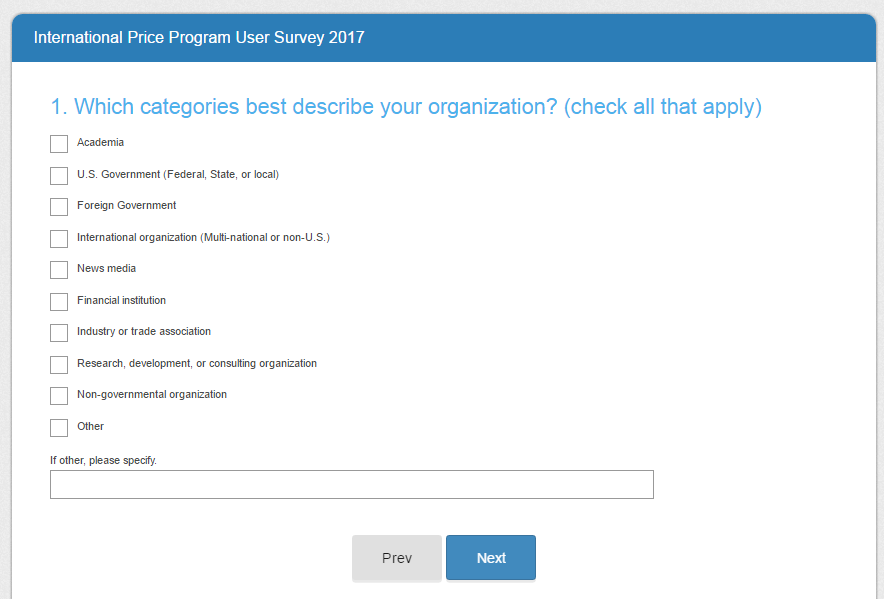 International Price Program User Survey 2017
1. Which categories best describe your organization? (check all that apply)
Academia
U.S. Government (Federal, State, or local)
Foreign Government
International organization (Multi-national or non-U.S.)
News media
Financial institution
Industry or trade association
Research, development, or consulting organization
Non-governmental organization
Other
If other, please specify.
Prev Next